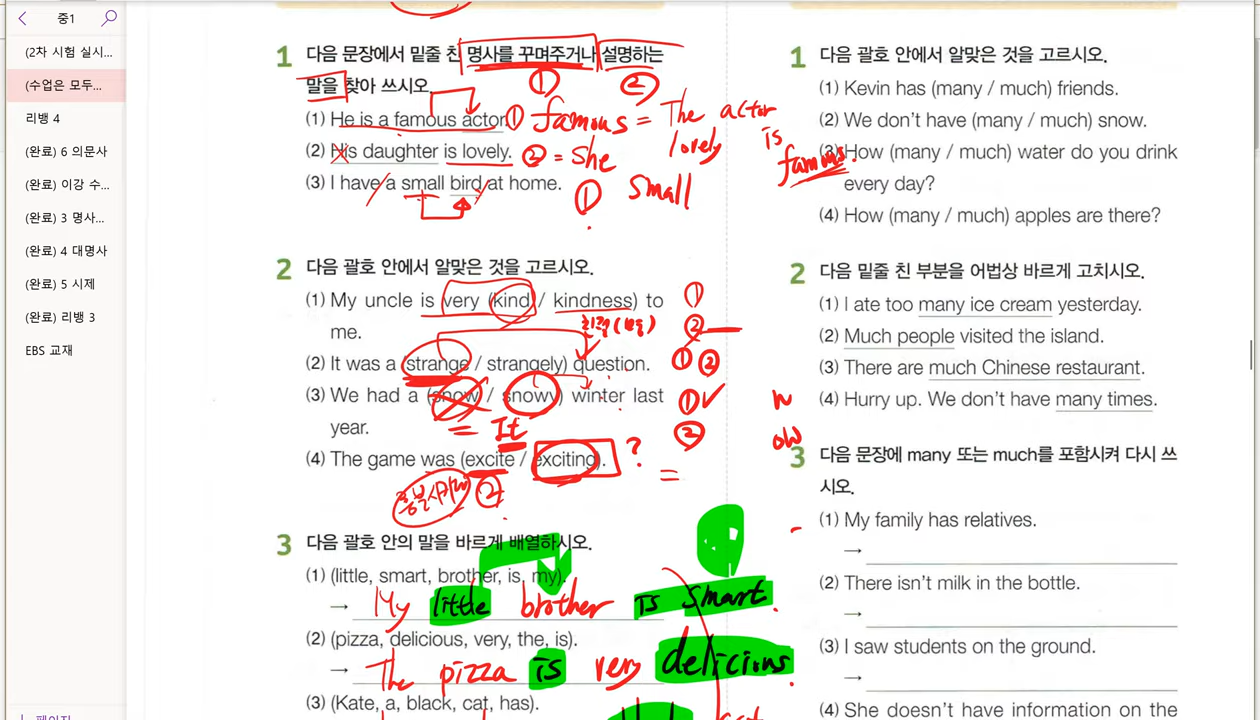 중1
(2차 시험 실시...
(수업은 모두...
리뱅 4
(완료) 6 의문사
(완료) 이강 수...
(완료) 3 명사...
(완료) 4 대명사
(완료) 5 시제
(완료) 리뱅 3
EBS 교재
1 다음 문장에서 밑줄 친 명사를 꾸며주거나 설명하는
말을 찾아 쓰시오. ① ②
(1) He is a famous actor. ① famous = The actor
is
famous.
(2) His daughter is lovely. ② = she lovely
(3) I have a small bird at home. ① small
2 다음 괄호 안에서 알맞은 것을 고르시오.
(1) My uncle is very (kind / kindness) to ①
me. ②
(2) It was a (strange / strangely) question. ① ②
(3) We had a (snow / snowy) winter last ①
year. = It ②
(4) The game was (excite / exciting). ? =
②
3 다음 괄호 안의 말을 바르게 배열하시오.
(1) (little, smart, brother, is, my).
→ My little brother is smart.
(2) (pizza, delicious, very, the, is).
→ The pizza is very delicious.
(3) (Kate, a, black, cat, has).
1 다음 괄호 안에서 알맞은 것을 고르시오.
(1) Kevin has (many / much) friends.
(2) We don't have (many / much) snow.
(3) How (many / much) water do you drink
every day?
(4) How (many / much) apples are there?
2 다음 밑줄 친 부분을 어법상 바르게 고치시오.
(1) I ate too many ice cream yesterday.
(2) Much people visited the island.
(3) There are much Chinese restaurant.
(4) Hurry up. We don't have many times.
3 다음 문장에 many 또는 much를 포함시켜 다시 쓰
시오.
(1) My family has relatives.
→
(2) There isn't milk in the bottle.
→
(3) I saw students on the ground.
→
(4) She doesn't have information on the